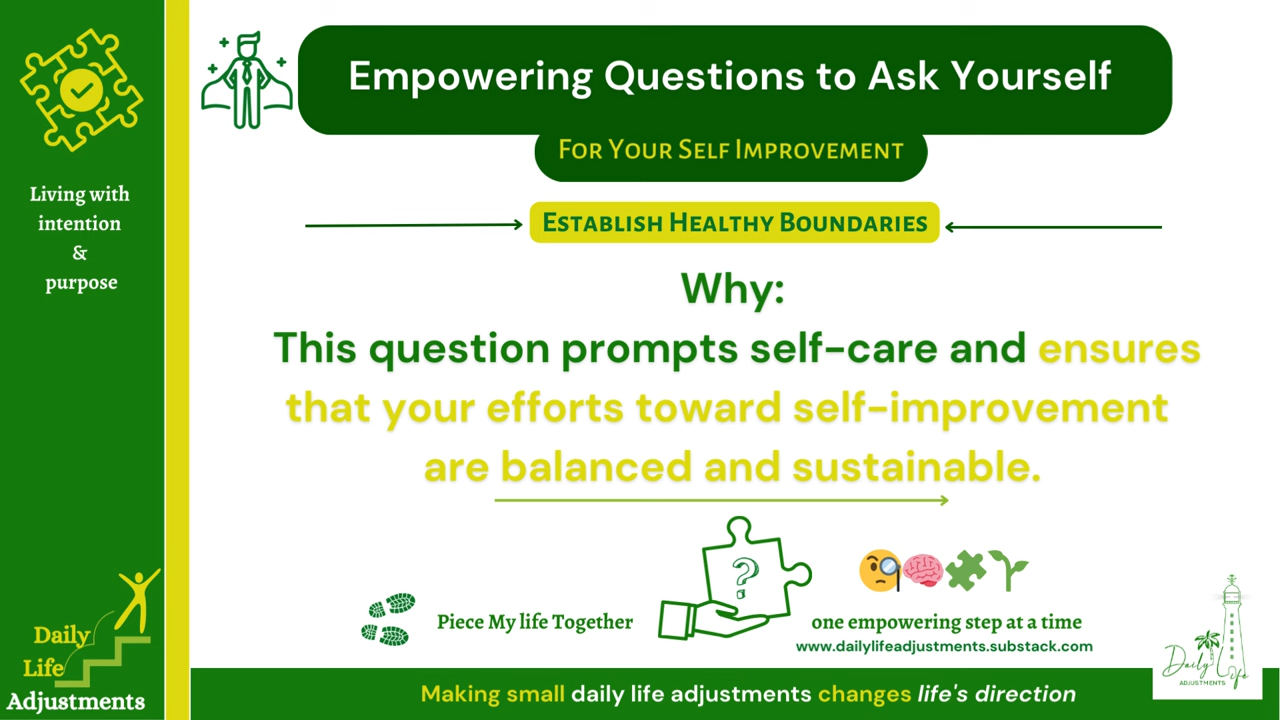 Living with
intention
&
purpose
Daily
Life
Adjustments
Empowering Questions to Ask Yourself
For Your Self Improvement
Establish Healthy Boundaries
Why:
This question prompts self-care and ensures
that your efforts toward self-improvement
are balanced and sustainable.
?
Piece My life Together
one empowering step at a time
www.dailylifeadjustments.substack.com
Making small daily life adjustments changes life's direction
Daily Life
ADJUSTMENTS